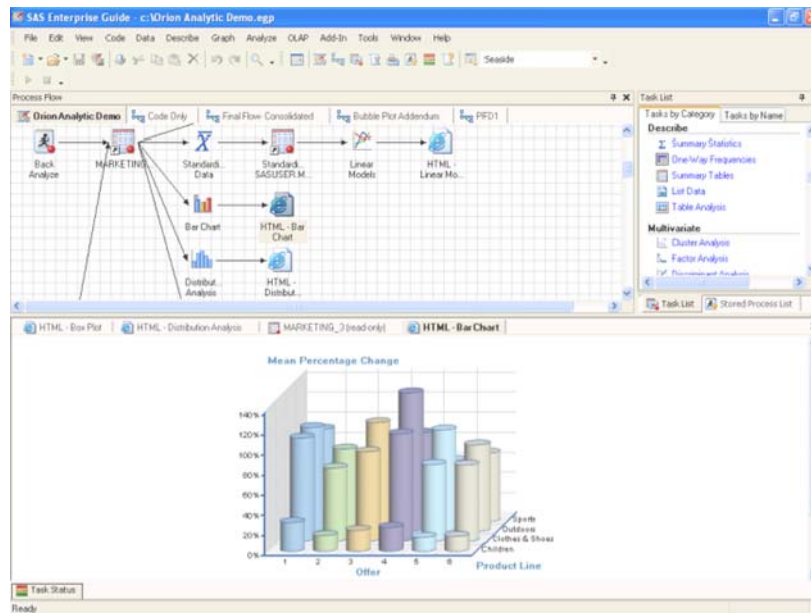 SAS Enterprise Guide - c:\Orion Analytic Demo.egp
File Edit View Code Data Describe Graph Analyze OLAP Add-In Tools Window Help
Seaside
Process Flow
Task List
Orion Analytic Demo Code Only Final Flow Consolidated Bubble Plot Addendum PFD1
Tasks by Category Tasks by Name
Describe
Summary Statistics
One-Way Frequencies
Summary Tables
List Data
Table Analysis
Multivariate
Cluster Analysis
Factor Analysis
Discriminant Analysis
Task List Stored Process List
Back Analyze
MARKETING_
Standardi... Data
Standardi... SASUSER.M...
Linear Models
HTML - Linear Mo...
Bar Chart
HTML - Bar Chart
Distribut... Analysis
HTML - Distribut...
HTML - Box Plot HTML - Distribution Analysis MARKETING_3 (read-only) HTML - Bar Chart
Mean Percentage Change
140%
120%
100%
80%
60%
40%
20%
0%
1 2 3 4 5 6
Offer
Sports
Outdoors
Clothes & Shoes
Children
Product Line
Task Status
Ready